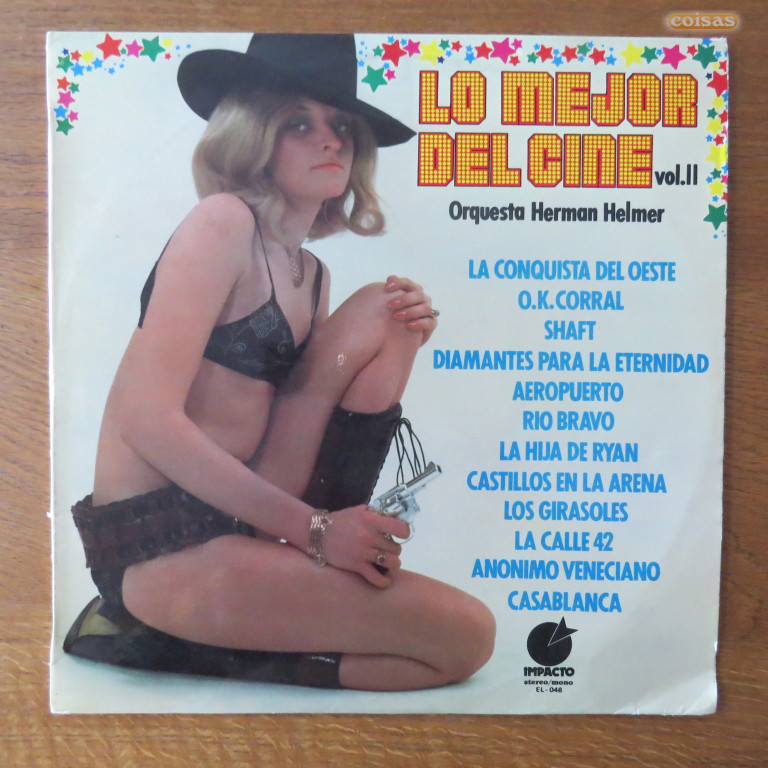 coisas
LO MEJOR
DEL CINE vol.II
Orquesta Herman Helmer
LA CONQUISTA DEL OESTE
O.K.CORRAL
SHAFT
DIAMANTES PARA LA ETERNIDAD
AEROPUERTO
RIO BRAVO
LA HIJA DE RYAN
CASTILLOS EN LA ARENA
LOS GIRASOLES
LA CALLE 42
ANONIMO VENECIANO
CASABLANCA
IMPACTO
stereo/mono
EL-046